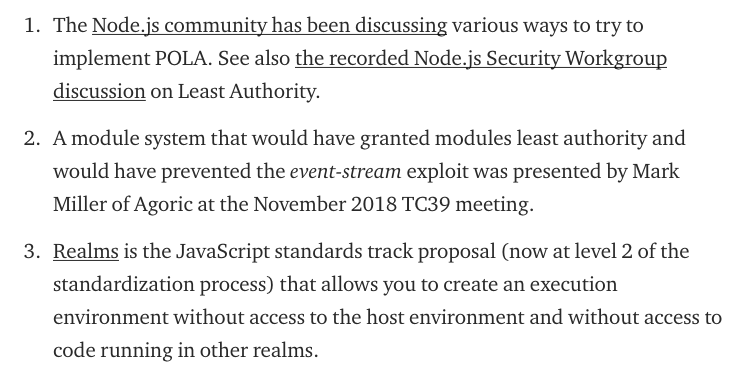 1. The Node.js community has been discussing various ways to try to
implement POLA. See also the recorded Node.js Security Workgroup
discussion on Least Authority.
2. A module system that would have granted modules least authority and
would have prevented the event-stream exploit was presented by Mark
Miller of Agoric at the November 2018 TC39 meeting.
3. Realms is the JavaScript standards track proposal (now at level 2 of the
standardization process) that allows you to create an execution
environment without access to the host environment and without access to
code running in other realms.